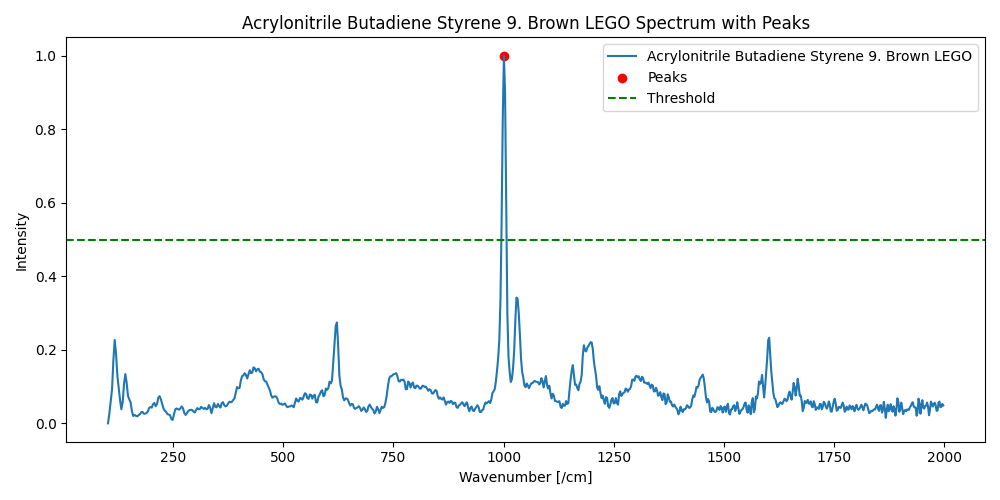 Acrylonitrile Butadiene Styrene 9. Brown LEGO Spectrum with Peaks
Acrylonitrile Butadiene Styrene 9. Brown LEGO
Peaks
Threshold
1.0
0.8
0.6
0.4
0.2
0.0
Intensity
250 500 750 1000 1250 1500 1750 2000
Wavenumber [/cm]